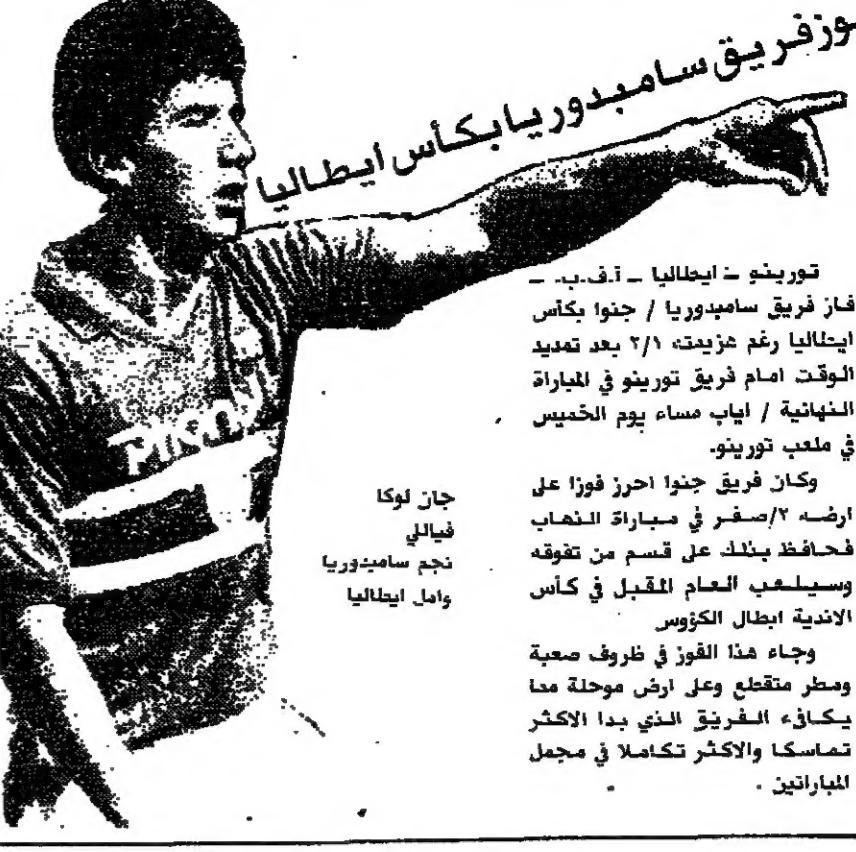 وز فريق سامبدوريا بكأس ايطاليا
تورينو - ايطاليا - أ.ف.ب. -
فاز فريق سامبدوريا / جنوا بكأس
ايطاليا رغم هزيمته ٢/١ بعد تمديد
الوقت امام فريق تورينو في المباراة
النهائية / اياب مساء يوم الخميس
في ملعب تورينو.
وكان فريق جنوا احرز فوزا على
ارضه ٢/صفر في مباراة الذهاب
فحافظ بذلك على قسم من تفوقه
وسيلعب العام المقبل في كأس
الاندية ابطال الكؤوس
وجاء هذا الفوز في ظروف صعبة
ومطر متقطع وعلى ارض موحلة مما
يكافىء الفريق الذي بدا الاكثر
تماسكا والاكثر تكاملا في مجمل
المباراتين .
جان لوكا
فياللي
نجم سامبدوريا
وامل ايطاليا